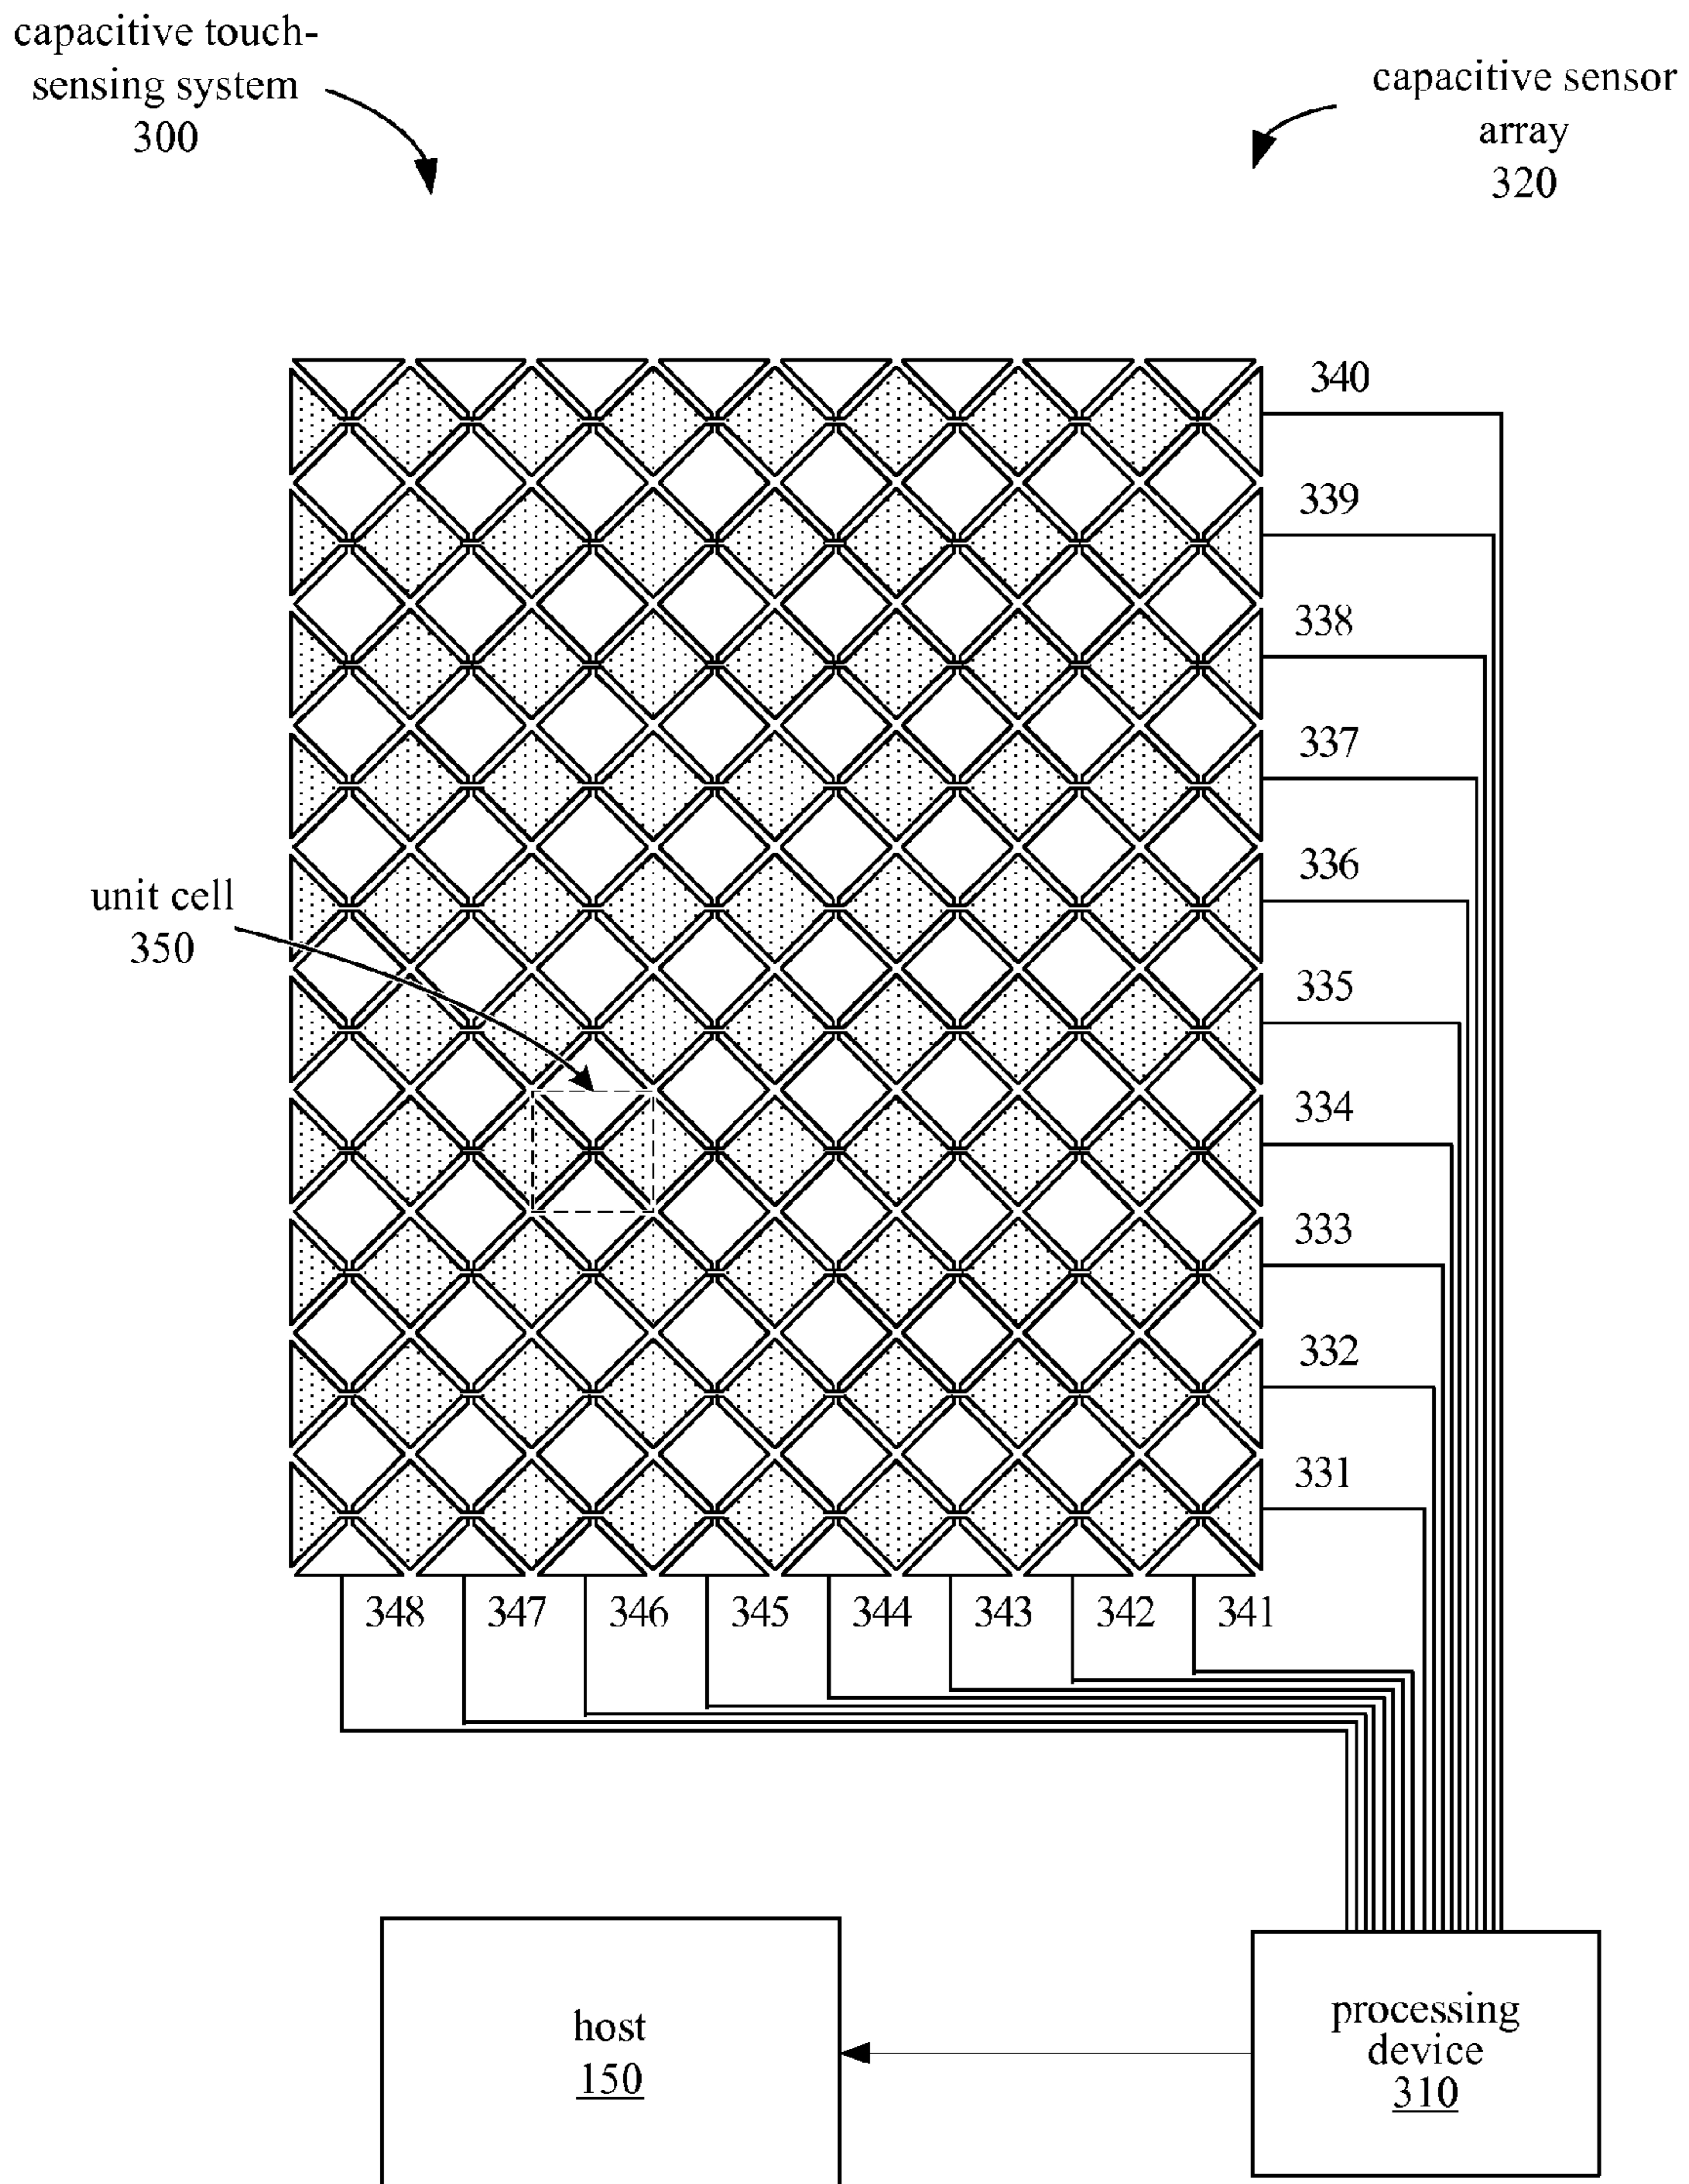 capacitive touch-
sensing system
300
capacitive sensor
array
320
340
339
338
337
336
unit cell
350
335
334
333
332
331
348 347 346 345 344 343 342 341
host
150
processing
device
310